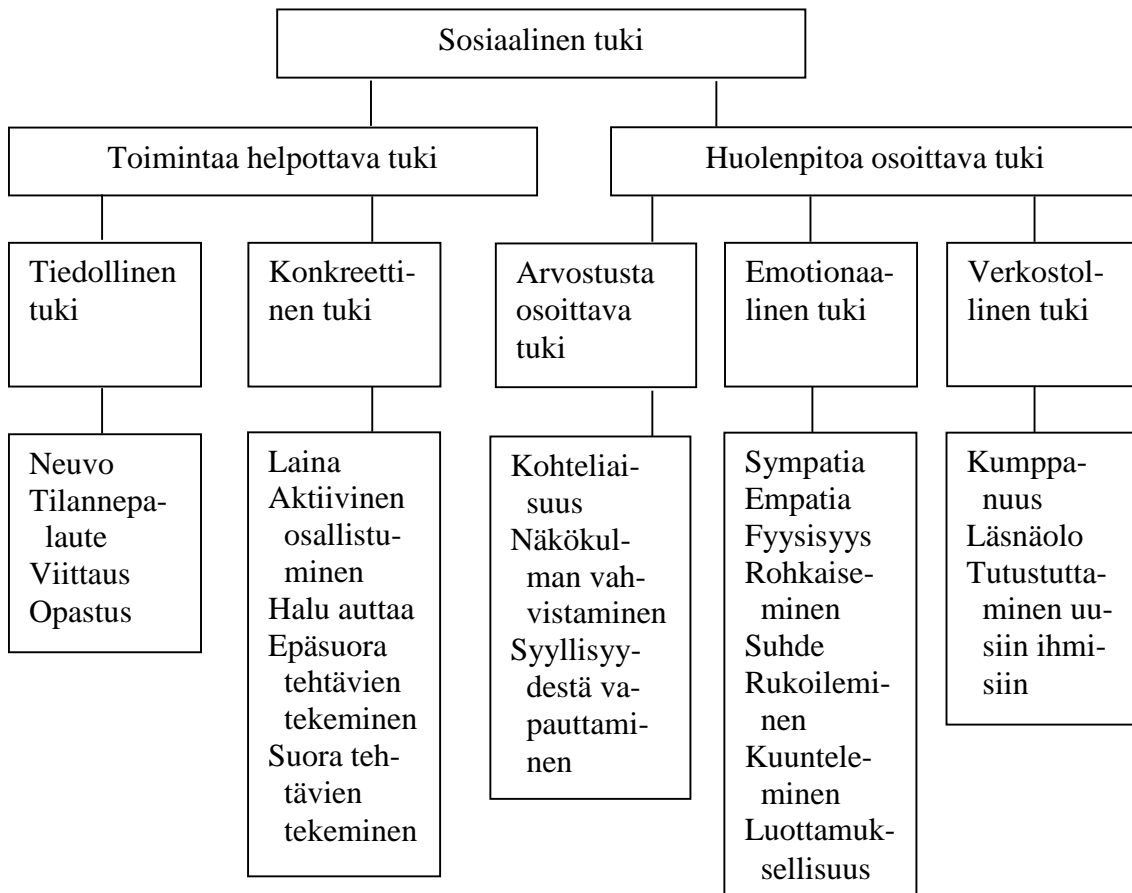 Sosiaalinen tuki
Toimintaa helpottava tuki
Huolenpitoa osoittava tuki
Tiedollinen
tuki
Konkreetti-
nen tuki
Arvostusta
osoittava
tuki
Emotionaa-
linen tuki
Verkostol-
linen tuki
Neuvo
Tilannepa-
laute
Viittaus
Opastus
Laina
Aktiivinen
osallistu-
minen
Halu auttaa
Epäsuora
tehtävien
tekeminen
Suora teh-
tävien
tekeminen
Kohteliai-
suus
Näkökul-
man vah-
vistaminen
Syyllisyy-
destä va-
pauttami-
nen
Sympatia
Empatia
Fyysisyys
Rohkaise-
minen
Suhde
Rukoilemi-
nen
Kuuntele-
minen
Luottamuk-
sellisuus
Kumppa-
nuus
Läsnäolo
Tutustutta-
minen uu-
siin ihmi-
siin